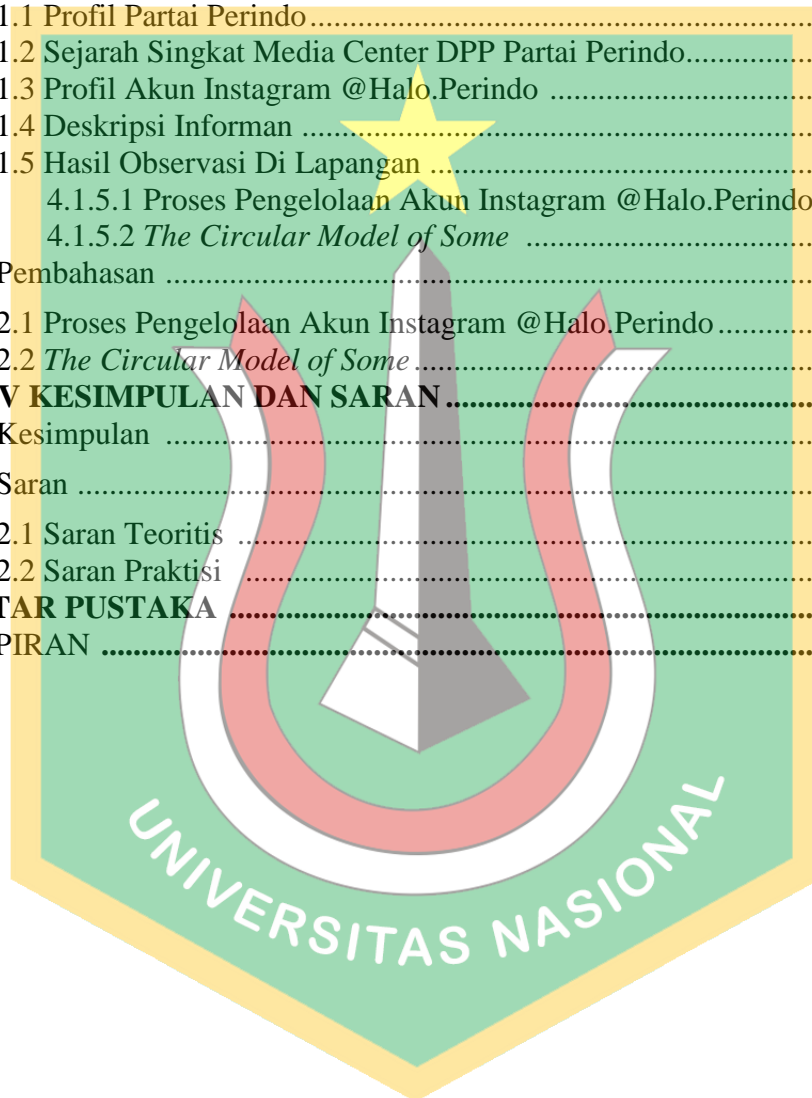 1.1 Profil Partai Perindo........................................................................
1.2 Sejarah Singkat Media Center DPP Partai Perindo..................
1.3 Profil Akun Instagram @Halo.Perindo .....................................
1.4 Deskripsi Informan .........................................................................
1.5 Hasil Observasi Di Lapangan ......................................................
4.1.5.1 Proses Pengelolaan Akun Instagram @Halo.Perindo
4.1.5.2 The Circular Model of Some .........................................
Pembahasan ............................................................................................
2.1 Proses Pengelolaan Akun Instagram @Halo.Perindo.............
2.2 The Circular Model of Some.........................................................
V KESIMPULAN DAN SARAN....................................................
Kesimpulan ............................................................................................
Saran .........................................................................................................
2.1 Saran Teoritis ..................................................................................
2.2 Saran Praktisi ..................................................................................
TAR PUSTAKA .................................................................................
PIRAN ...................................................................................................
UNIVERSITAS NASIONAL